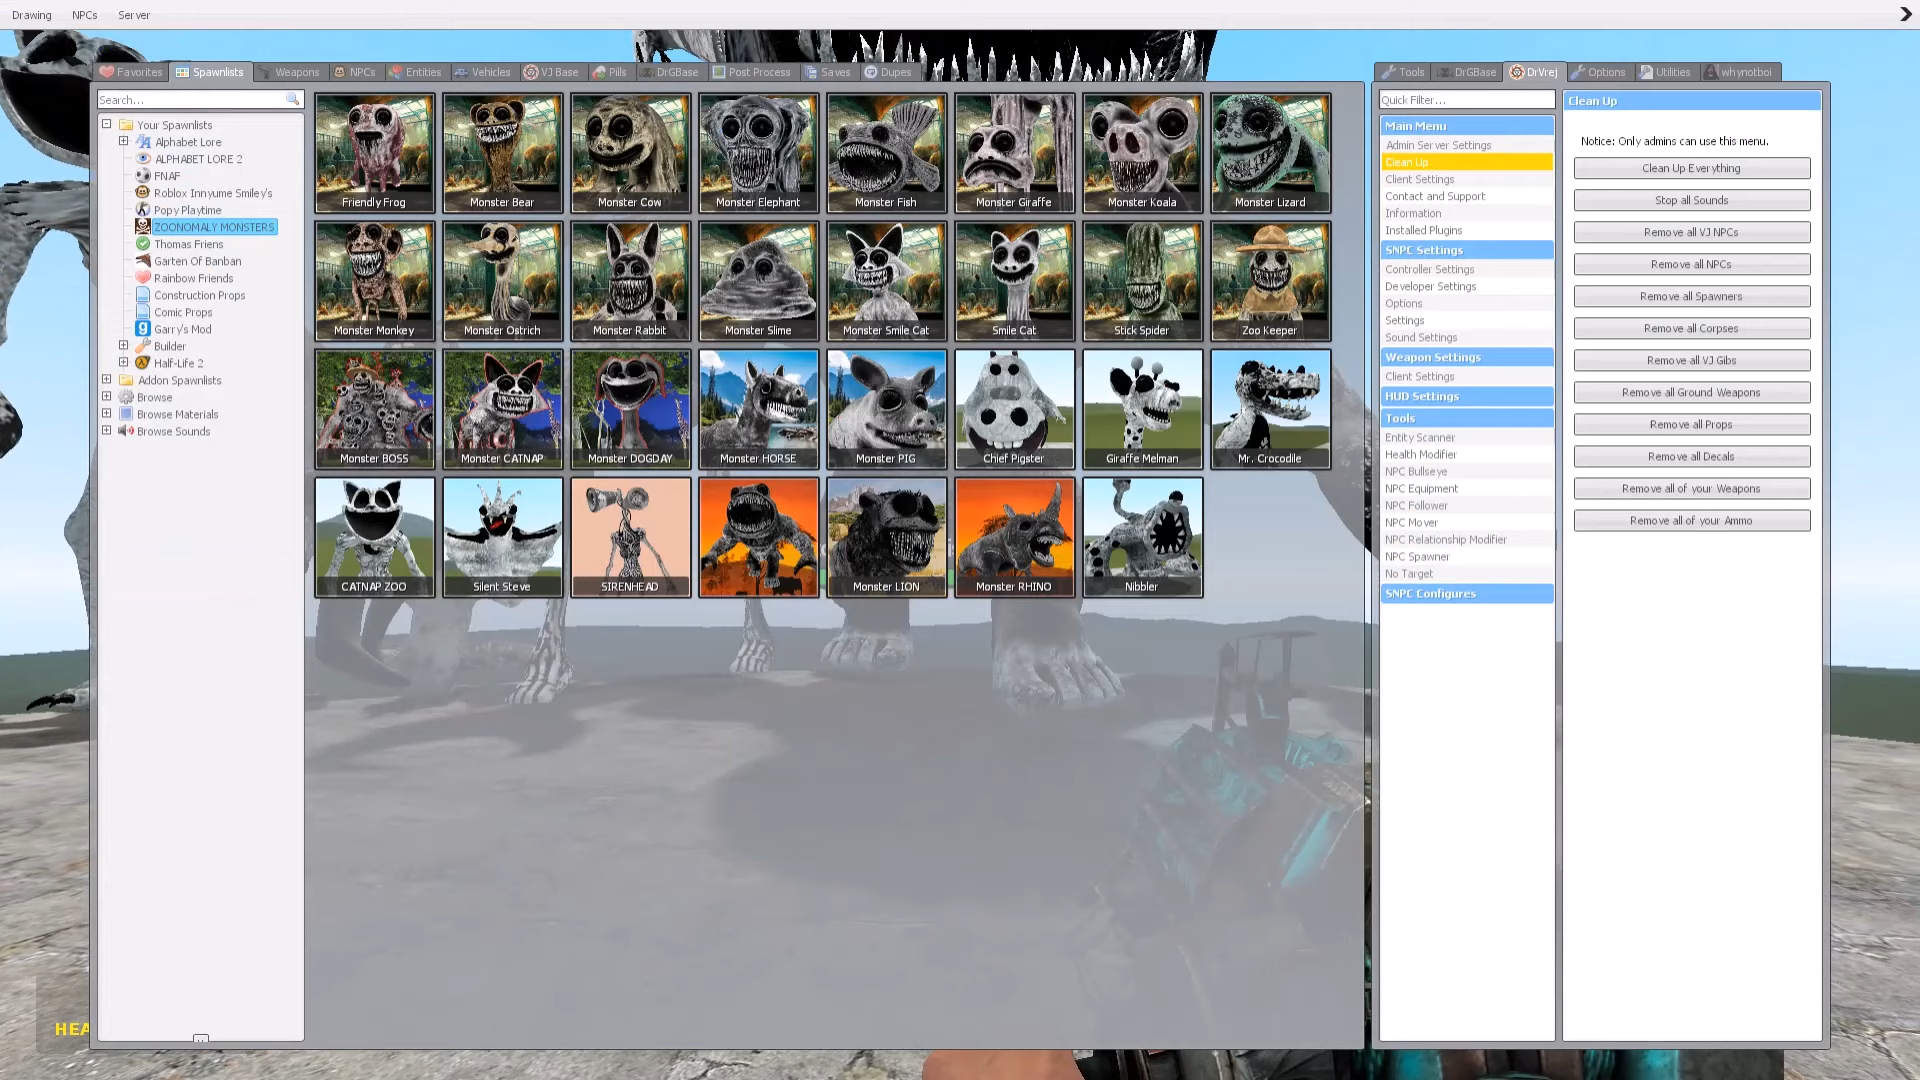 Drawing NPCs Server
Favorites Spawnlists Weapons NPCs Entities Vehicles VJ Base Pills DrGBase Post Process Saves Dupes
Search...
Your Spawnlists
Alphabet Lore
ALPHABET LORE 2
FNAF
Roblox Innyume Smiley's
Popy Playtime
ZOONOMALY MONSTERS
Thomas Friens
Garten Of Banban
Rainbow Friends
Construction Props
Comic Props
Garry's Mod
Builder
Half-Life 2
Addon Spawnlists
Browse
Browse Materials
Browse Sounds
Friendly Frog Monster Bear Monster Cow Monster Elephant Monster Fish Monster Giraffe Monster Koala Monster Lizard
Monster Monkey Monster Ostrich Monster Rabbit Monster Slime Monster Smile Cat Smile Cat Stick Spider Zoo Keeper
Monster BOSS Monster CATNAP Monster DOGDAY Monster HORSE Monster PIG Chief Pigster Giraffe Melman Mr. Crocodile
CATNAP ZOO Silent Steve SIRENHEAD Monster LION Monster RHINO Nibbler
HEA
Tools DrGBase DrVrej Options Utilities whynotboi
Quick Filter...
Main Menu
Admin Server Settings
Clean Up
Client Settings
Contact and Support
Information
Installed Plugins
SNPC Settings
Controller Settings
Developer Settings
Options
Settings
Sound Settings
Weapon Settings
Client Settings
HUD Settings
Tools
Entity Scanner
Health Modifier
NPC Bullseye
NPC Equipment
NPC Follower
NPC Mover
NPC Relationship Modifier
NPC Spawner
No Target
SNPC Configures
Clean Up
Notice: Only admins can use this menu.
Clean Up Everything
Stop all Sounds
Remove all VJ NPCs
Remove all NPCs
Remove all Spawners
Remove all Corpses
Remove all VJ Gibs
Remove all Ground Weapons
Remove all Props
Remove all Decals
Remove all of your Weapons
Remove all of your Ammo